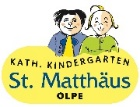 KATH. KINDERGARTEN
St. Matthäus
OLPE